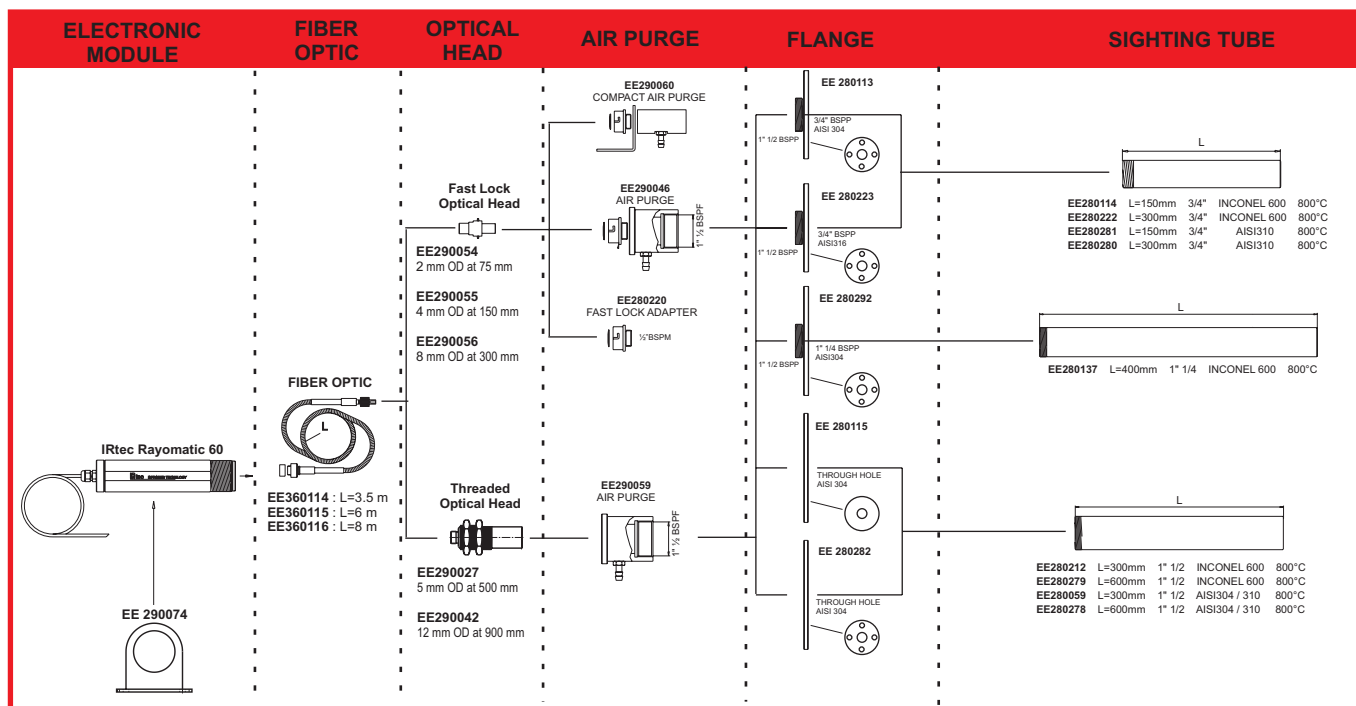 ELECTRONIC
MODULE
FIBER
OPTIC
OPTICAL
HEAD
AIR PURGE
FLANGE
SIGHTING TUBE
IRtec Rayomatic 60
EE 290074
FIBER OPTIC
L
EE360114 : L=3.5 m
EE360115 : L=6 m
EE360116 : L=8 m
Fast Lock
Optical Head
EE290054
2 mm OD at 75 mm
EE290055
4 mm OD at 150 mm
EE290056
8 mm OD at 300 mm
Threaded
Optical Head
EE290027
5 mm OD at 500 mm
EE290042
12 mm OD at 900 mm
EE290060
COMPACT AIR PURGE
EE290046
AIR PURGE
1" ½ BSPF
EE280220
FAST LOCK ADAPTER
½"BSPM
EE290059
AIR PURGE
1" ½ BSPF
EE 280113
3/4" BSPP
AISI 304
1" 1/2 BSPP
EE 280223
3/4" BSPP
AISI316
1" 1/2 BSPP
EE 280292
1" 1/4 BSPP
AISI304
1" 1/2 BSPP
EE 280115
THROUGH HOLE
AISI 304
EE 280282
THROUGH HOLE
AISI 304
L
EE280114 L=150mm 3/4" INCONEL 600 800°C
EE280222 L=300mm 3/4" INCONEL 600 800°C
EE280281 L=150mm 3/4" AISI310 800°C
EE280280 L=300mm 3/4" AISI310 800°C
L
EE280137 L=400mm 1" 1/4 INCONEL 600 800°C
L
EE280212 L=300mm 1" 1/2 INCONEL 600 800°C
EE280279 L=600mm 1" 1/2 INCONEL 600 800°C
EE280059 L=300mm 1" 1/2 AISI304 / 310 800°C
EE280278 L=600mm 1" 1/2 AISI304 / 310 800°C